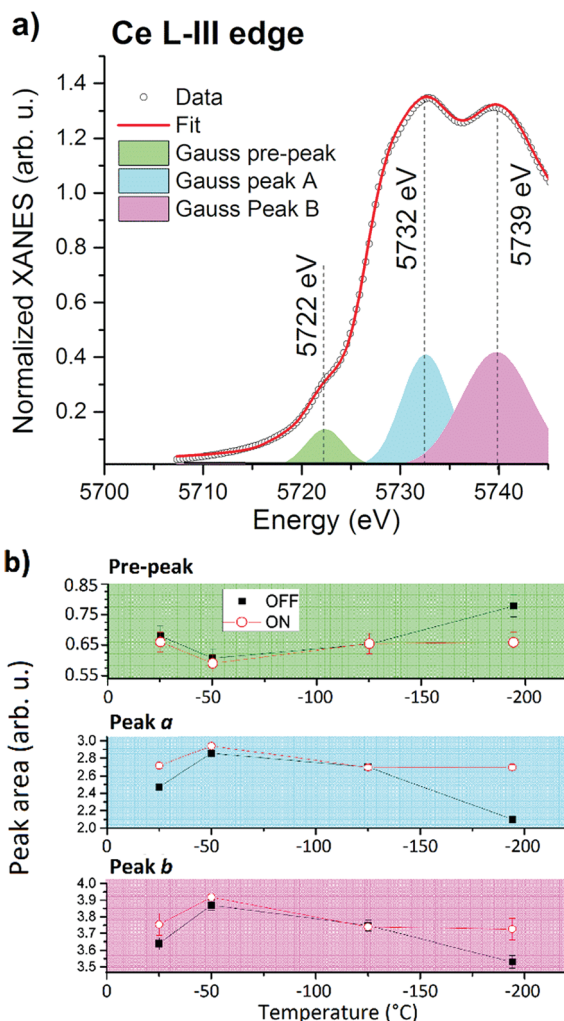 a) Ce L-III edge
Normalized XANES (arb. u.)
1.4
1.2
1.0
0.8
0.6
0.4
0.2
Data
Fit
Gauss pre-peak
Gauss peak A
Gauss Peak B
5722 eV
5732 eV
5739 eV
5700 5710 5720 5730 5740
Energy (eV)
b) Pre-peak
Peak area (arb. u.)
0.85
0.75
0.65
0.55
OFF
ON
0 -50 -100 -150 -200
Peak a
3.0
2.8
2.6
2.4
2.2
2.0
0 -50 -100 -150 -200
Peak b
4.0
3.9
3.8
3.7
3.6
3.5
0 -50 -100 -150 -200
Temperature (°C)